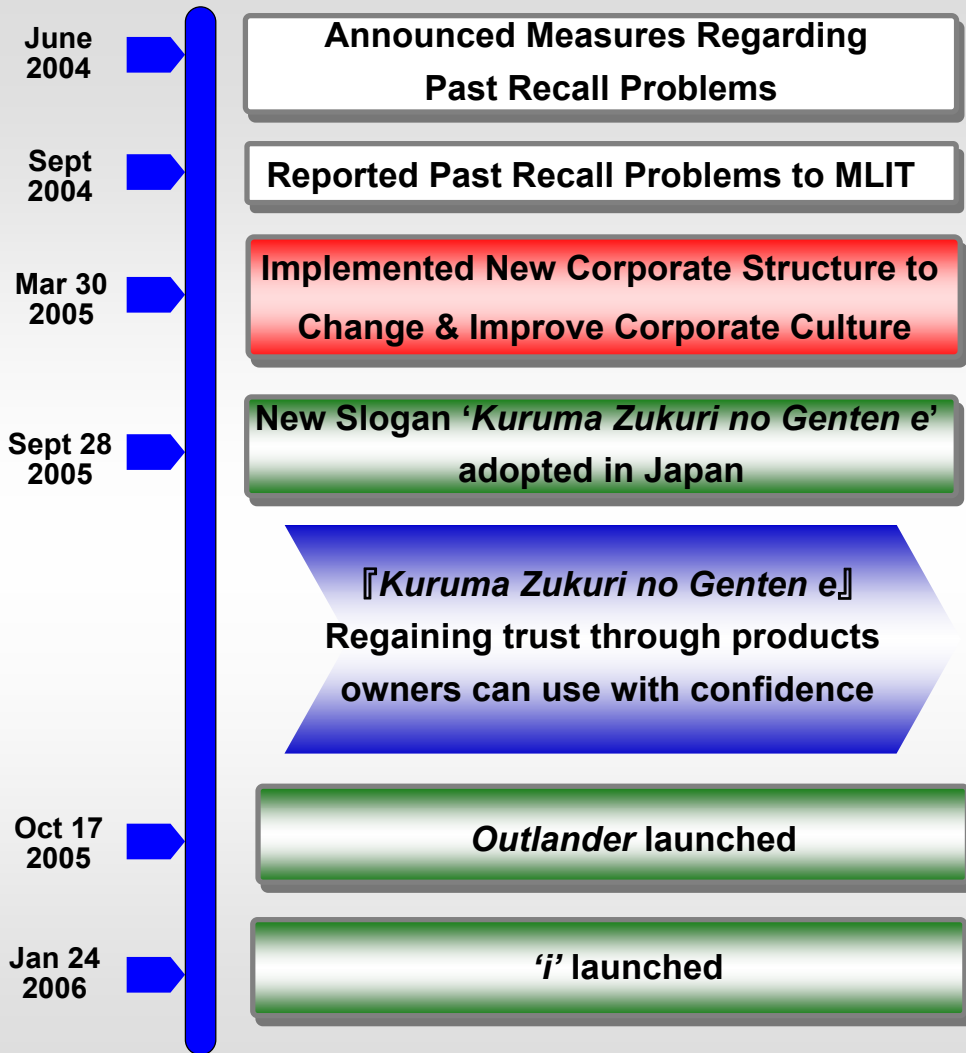 June
2004
Announced Measures Regarding
Past Recall Problems
Sept
2004
Reported Past Recall Problems to MLIT
Mar 30
2005
Implemented New Corporate Structure to
Change & Improve Corporate Culture
Sept 28
2005
New Slogan ‘Kuruma Zukuri no Genten e’
adopted in Japan
『Kuruma Zukuri no Genten e』
Regaining trust through products
owners can use with confidence
Oct 17
2005
Outlander launched
Jan 24
2006
‘i’ launched